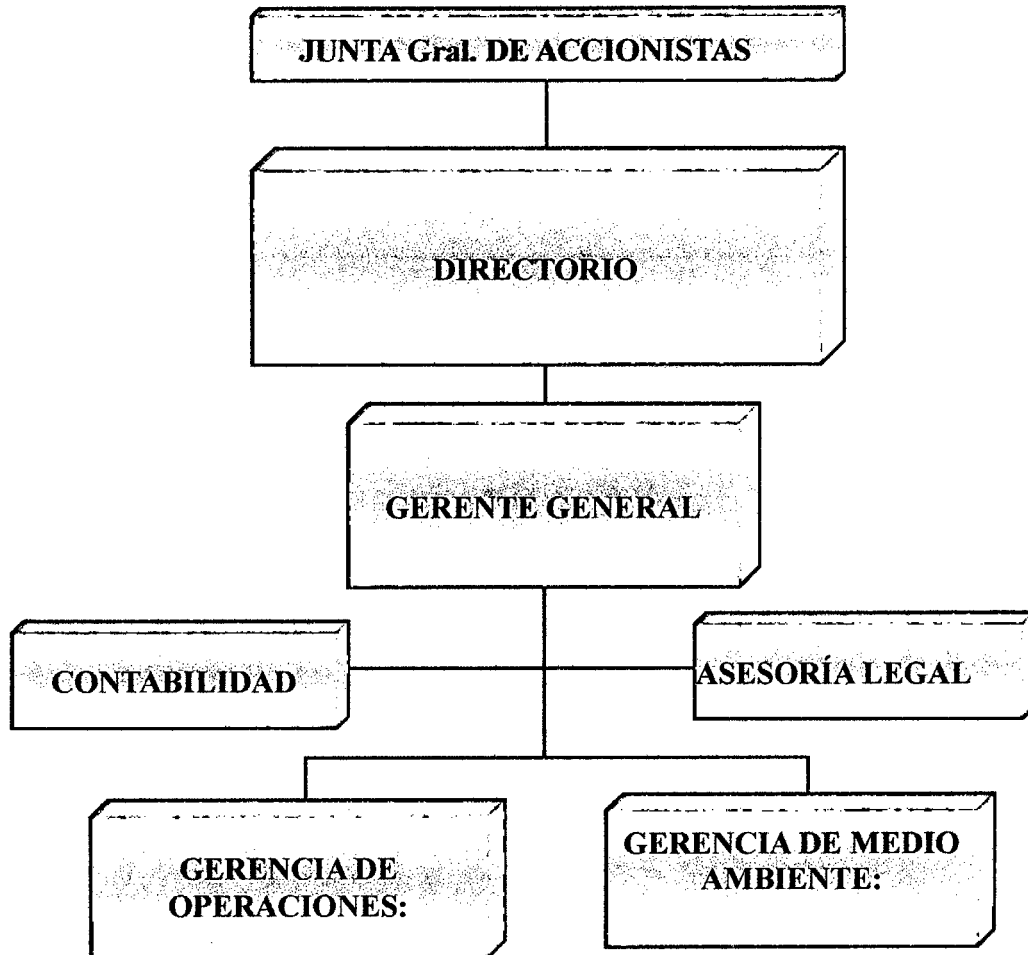 JUNTA Gral. DE ACCIONISTAS
DIRECTORIO
GERENTE GENERAL
CONTABILIDAD
ASESORÍA LEGAL
GERENCIA DE
OPERACIONES:
GERENCIA DE MEDIO
AMBIENTE: